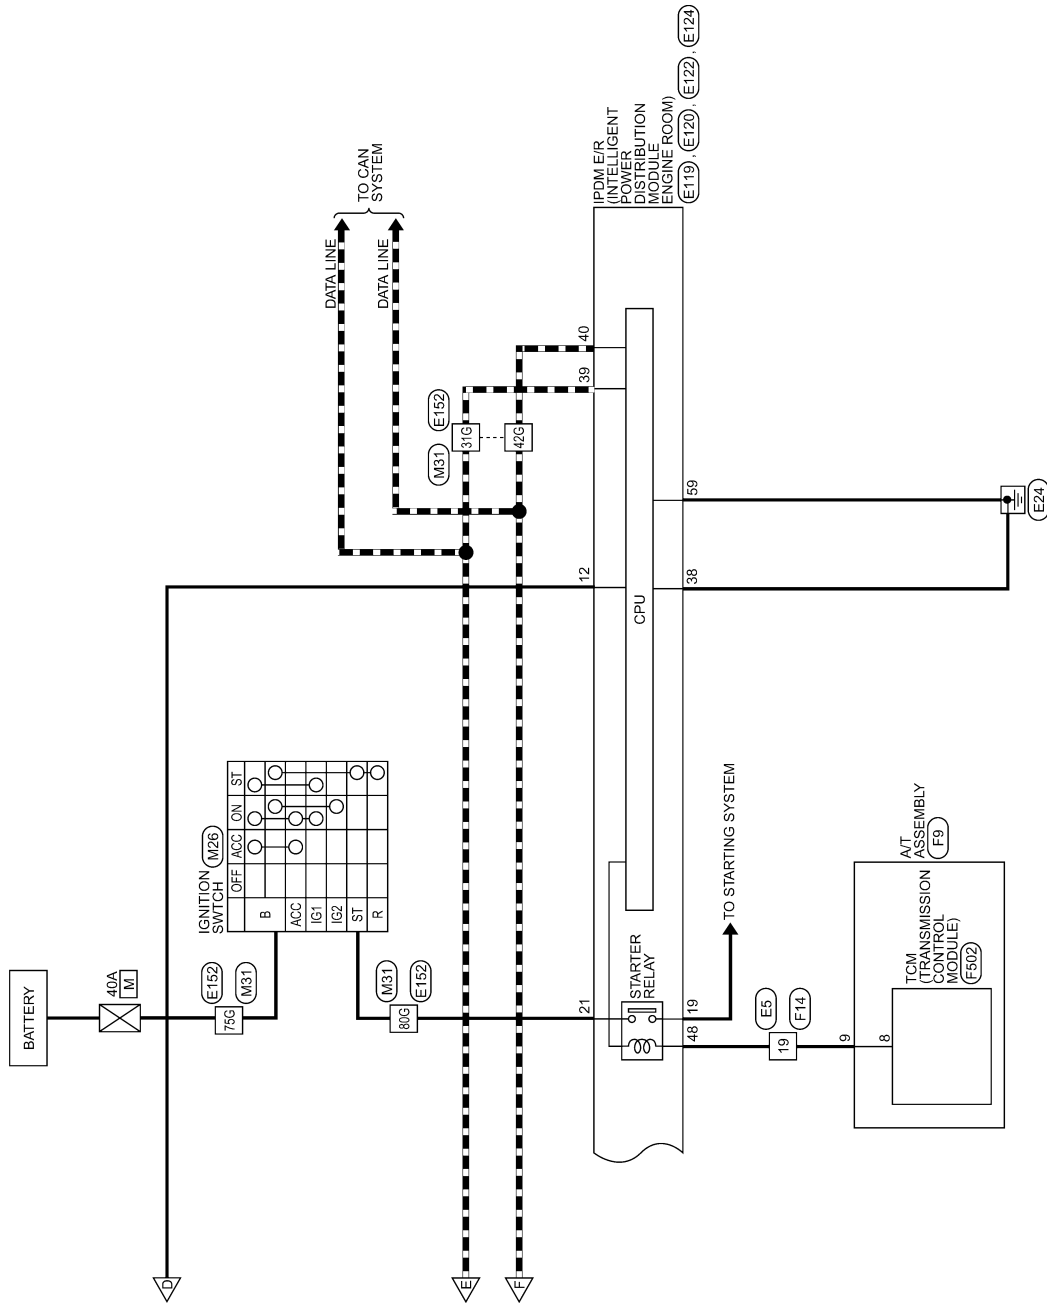 BATTERY
40A
M
E152
M31
75G
IGNITION
SWTCH
M26
OFF
ACC
ON
ST
B
ACC
IG1
IG2
ST
R
M31
E152
80G
D
E
F
DATA LINE
DATA LINE
TO CAN
SYSTEM
M31
E152
31G
42G
21
12
39
40
IPDM E/R
(INTELLIGENT
POWER
DISTRIBUTION
MODULE
ENGINE ROOM)
E119 , E120 , E122 , E124
STARTER
RELAY
CPU
48
19
38
59
TO STARTING SYSTEM
E5
F14
19
9
8
A/T
ASSEMBLY
F9
TCM
(TRANSMISSION
CONTROL
MODULE)
F502
E24